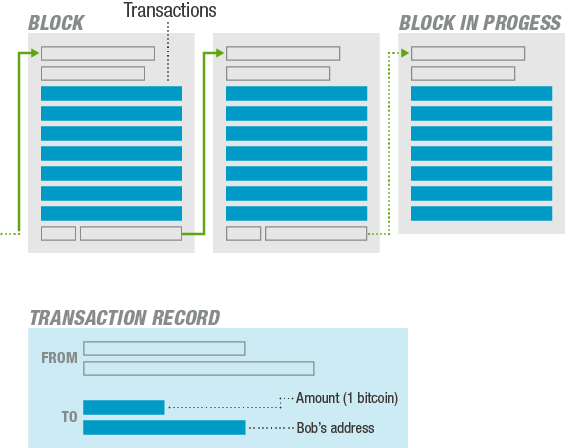 Transactions
BLOCK
BLOCK IN PROGESS
TRANSACTION RECORD
FROM
TO
Amount (1 bitcoin)
Bob's address